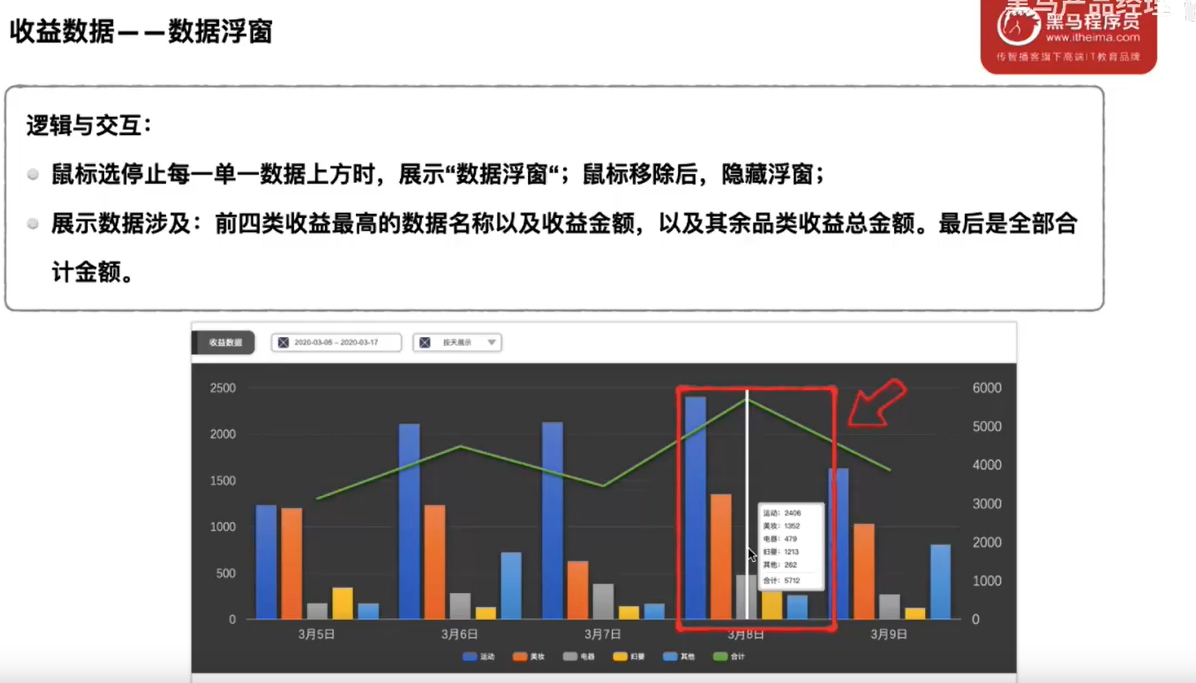 收益数据——数据浮窗
黑马产品经理
黑马程序员
www.itheima.com
传智播客旗下高端IT教育品牌
逻辑与交互：
鼠标选停止每一单一数据上方时，展示“数据浮窗“；鼠标移除后，隐藏浮窗；
展示数据涉及：前四类收益最高的数据名称以及收益金额，以及其余品类收益总金额。最后是全部合
计金额。
收益数据 2020-03-05 ~ 2020-03-17 按天展示
2500 6000
2000 5000
1500 4000
1000 3000
500 2000
0 1000
0
运动：2406
美妆：1352
电器：479
妇婴：1213
其他：262
合计：5712
3月5日 3月6日 3月7日 3月8日 3月9日
运动 美妆 电器 妇婴 其他 合计